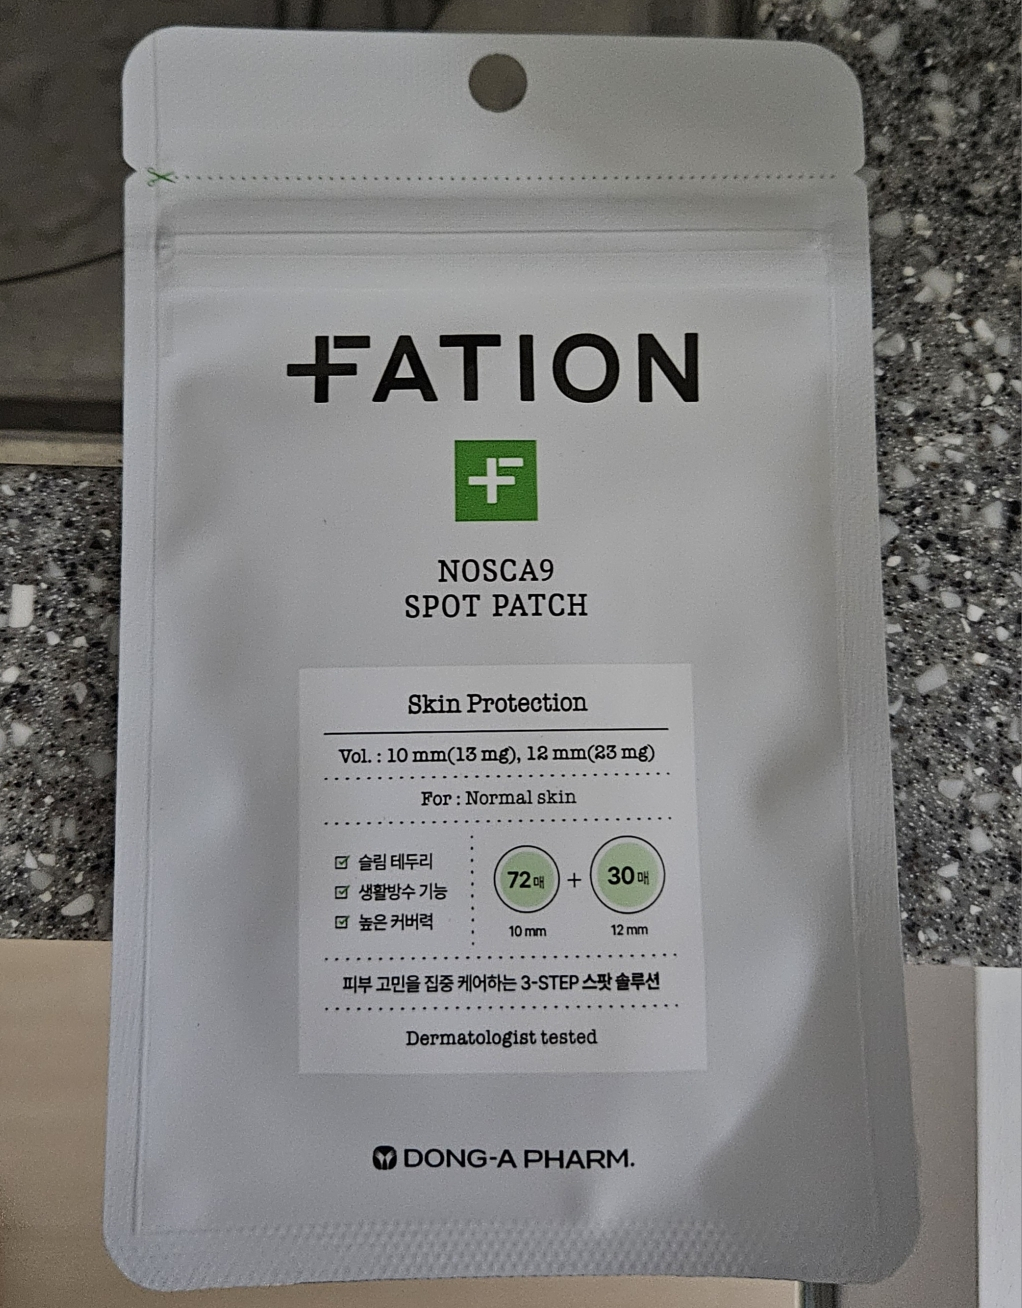 FATION
NOSCA9
SPOT PATCH
Skin Protection
Vol. : 10 mm(13 mg), 12 mm(23 mg)
For : Normal skin
슬림 테두리
생활방수 기능
높은 커버력
72매 + 30매
10 mm 12 mm
피부 고민을 집중 케어하는 3-STEP 스팟 솔루션
Dermatologist tested
DONG-A PHARM.